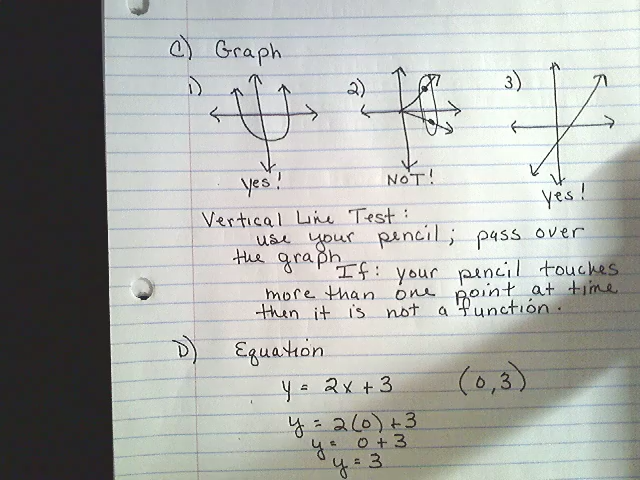 C) Graph
1) 2) 3)
Yes! NOT! Yes!
Vertical Line Test:
use your pencil; pass over
the graph
If: your pencil touches
more than one point at time
then it is not a function.
D) Equation
y = 2x + 3 (0,3)
y = 2(0) + 3
y = 0 + 3
y = 3